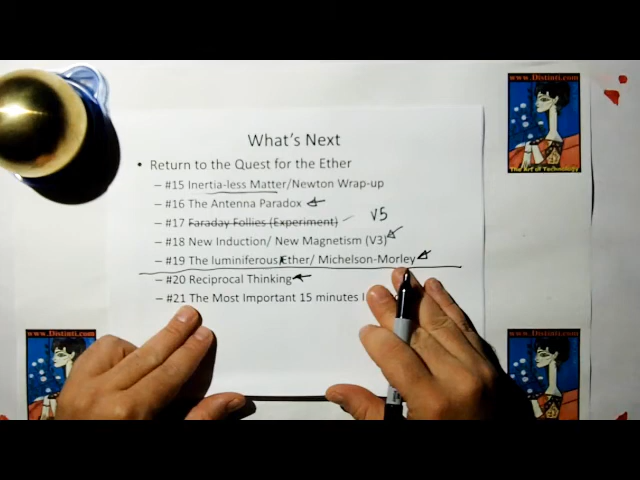 www.Distinti.com
The Art of Technology
What's Next
• Return to the Quest for the Ether
– #15 Inertia-less Matter/Newton Wrap-up
– #16 The Antenna Paradox
– #17 Faraday Follies (Experiment)
V5
– #18 New Induction/ New Magnetism (V3)
– #19 The luminiferous Ether/ Michelson-Morley
– #20 Reciprocal Thinking
– #21 The Most Important 15 minutes I
www.Distinti.com
www.Distinti.com